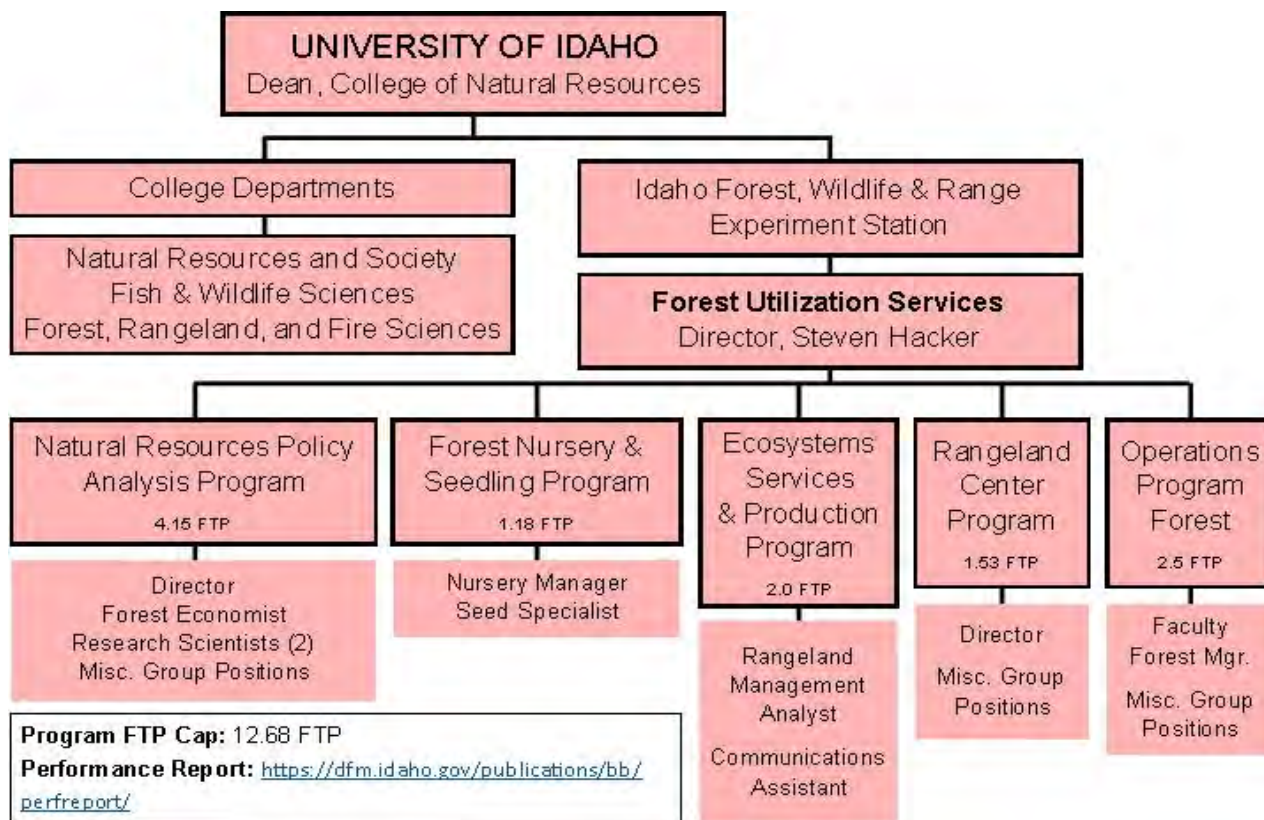 UNIVERSITY OF IDAHO
Dean, College of Natural Resources
College Departments
Natural Resources and Society
Fish & Wildlife Sciences
Forest, Rangeland, and Fire Sciences
Idaho Forest, Wildlife & Range
Experiment Station
Forest Utilization Services
Director, Steven Hacker
Natural Resources Policy
Analysis Program
4.15 FTP
Director
Forest Economist
Research Scientists (2)
Misc. Group Positions
Forest Nursery &
Seedling Program
1.18 FTP
Nursery Manager
Seed Specialist
Ecosystems
Services
& Production
Program
2.0 FTP
Rangeland
Management
Analyst
Communications
Assistant
Rangeland
Center
Program
1.53 FTP
Director
Misc. Group
Positions
Operations
Program
Forest
2.5 FTP
Faculty
Forest Mgr.
Misc. Group
Positions
Program FTP Cap: 12.68 FTP
Performance Report: https://dfm.idaho.gov/publications/bb/
perfreport/